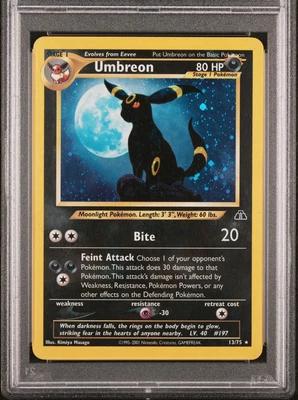 STAGE 1 Evolves from Eevee Put Umbreon on the Basic Pokémon
Umbreon 80 HP
Stage 1 Pokémon
Moonlight Pokémon. Length: 3' 3", Weight: 60 lbs.
Bite 20
Feint Attack Choose 1 of your opponent's
Pokémon. This attack does 30 damage to that
Pokémon. This attack's damage isn't affected by
Weakness, Resistance, Pokémon Powers, or any
other effects on the Defending Pokémon.
weakness resistance retreat cost
-30
When darkness falls, the rings on the body begin to glow,
striking fear in the hearts of anyone nearby. LV. 40 #197
Illus. Kimiya Masago ©1995-2001 Nintendo, Creatures, GAMEFREAK. 13/75 ★